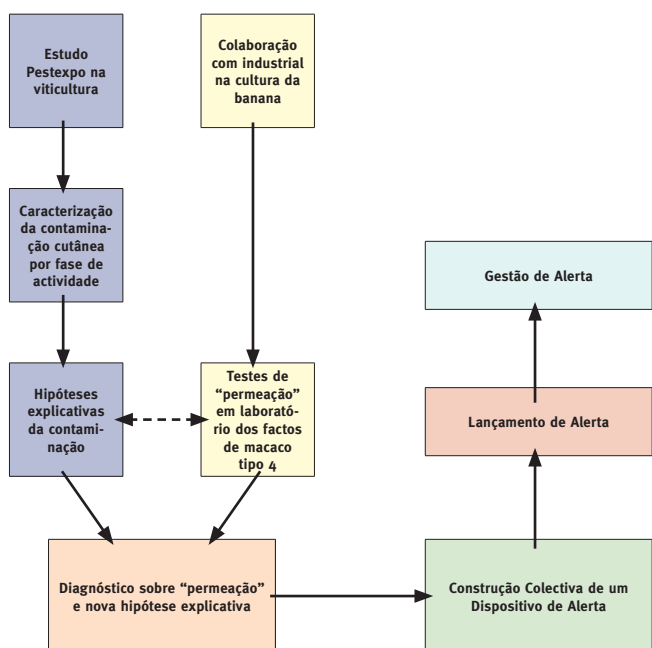 Estudo
Pestexpo na
viticultura
Colaboração
com industrial
na cultura da
banana
Caracterização
da contamina-
ção cutânea
por fase de
actividade
Gestão de Alerta
Hipóteses
explicativas
da contami-
nação
Testes de
“permeação”
em laborató-
rio dos factos
de macaco
tipo 4
Lançamento de Alerta
Diagnóstico sobre “permeação”
e nova hipótese explicativa
Construção Colectiva de um
Dispositivo de Alerta